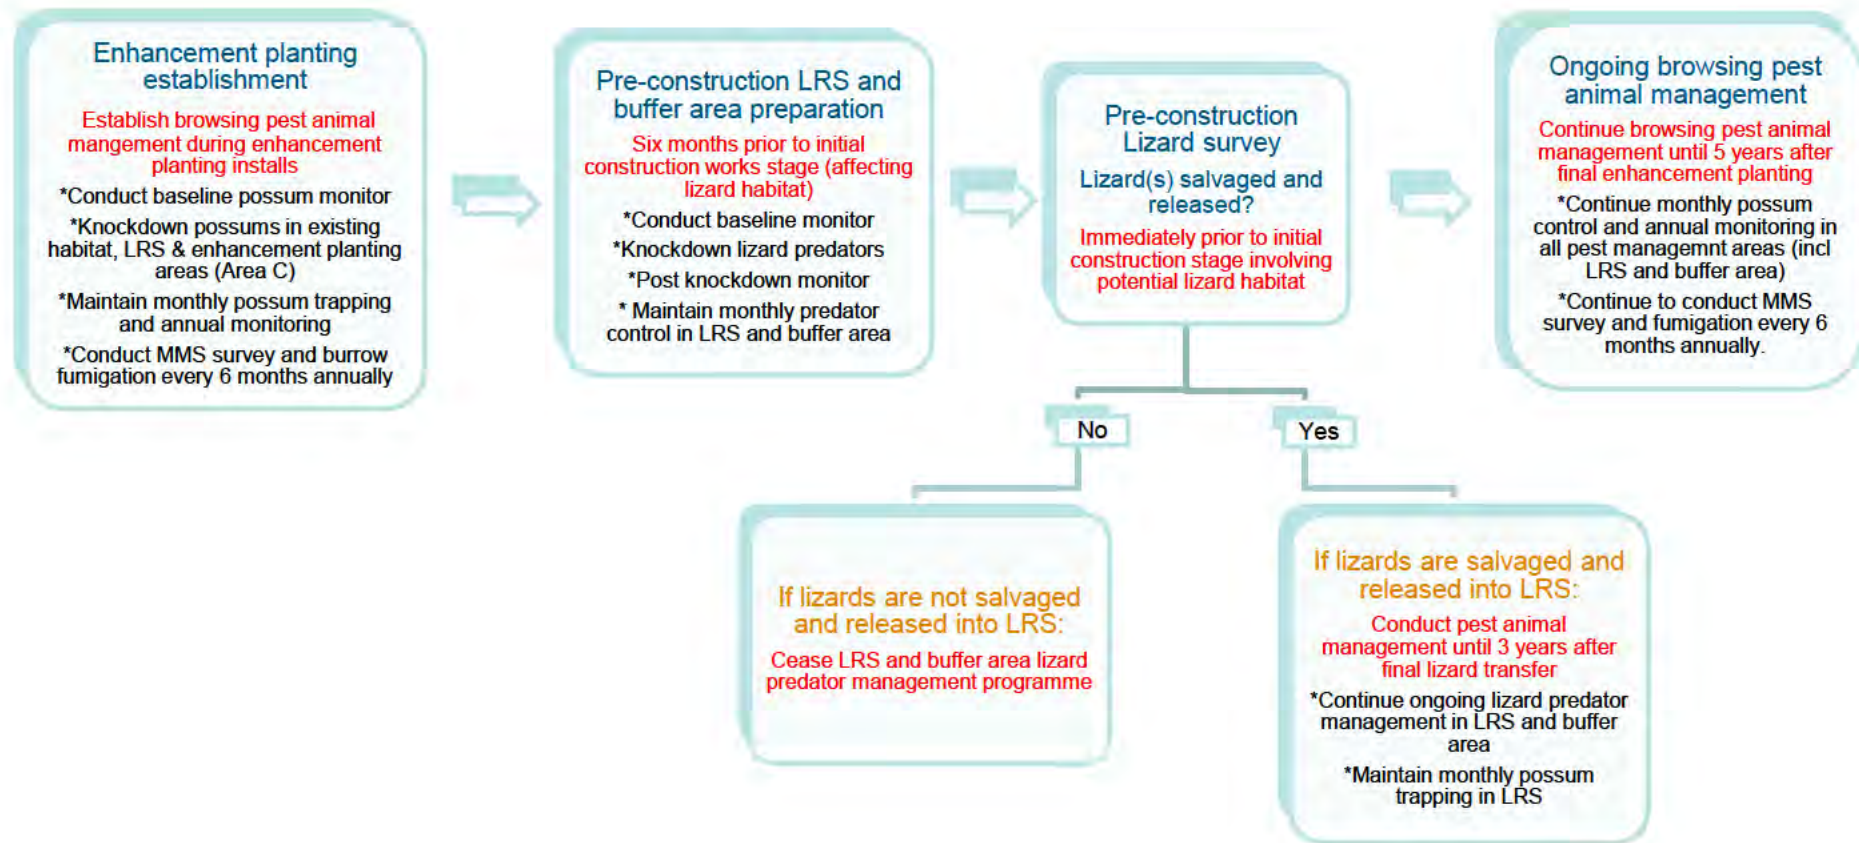 Enhancement planting
establishment
Establish browsing pest animal
mangement during enhancement
planting installs
*Conduct baseline possum monitor
*Knockdown possums in existing
habitat, LRS & enhancement planting
areas (Area C)
*Maintain monthly possum trapping
and annual monitoring
*Conduct MMS survey and burrow
fumigation every 6 months annually
Pre-construction LRS and
buffer area preparation
Six months prior to initial
construction works stage (affecting
lizard habitat)
*Conduct baseline monitor
*Knockdown lizard predators
*Post knockdown monitor
* Maintain monthly predator
control in LRS and buffer area
Pre-construction
Lizard survey
Lizard(s) salvaged and
released?
Immediately prior to initial
construction stage involving
potential lizard habitat
Ongoing browsing pest
animal management
Continue browsing pest animal
management until 5 years after
final enhancement planting
*Continue monthly possum
control and annual monitoring in
all pest managemnt areas (incl
LRS and buffer area)
*Continue to conduct MMS
survey and fumigation every 6
months annually.
No
Yes
If lizards are not salvaged
and released into LRS:
Cease LRS and buffer area lizard
predator management programme
If lizards are salvaged and
released into LRS:
Conduct pest animal
management until 3 years after
final lizard transfer
*Continue ongoing lizard predator
management in LRS and buffer
area
*Maintain monthly possum
trapping in LRS